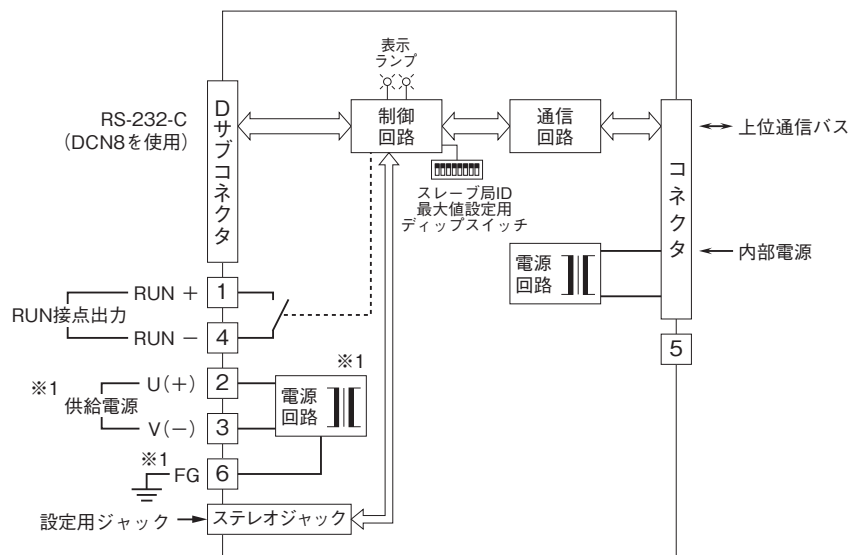 表示
ランプ
RS-232-C
（DCN8を使用）
Dサブコネクタ
制御
回路
通信
回路
コネクタ
上位通信バス
スレーブ局ID
最大値設定用
ディップスイッチ
電源
回路
内部電源
RUN接点出力
RUN ＋
1
RUN －
4
5
※1
供給電源
U（＋）
2
V（－）
3
※1
電源
回路
※1
FG
6
設定用ジャック
ステレオジャック